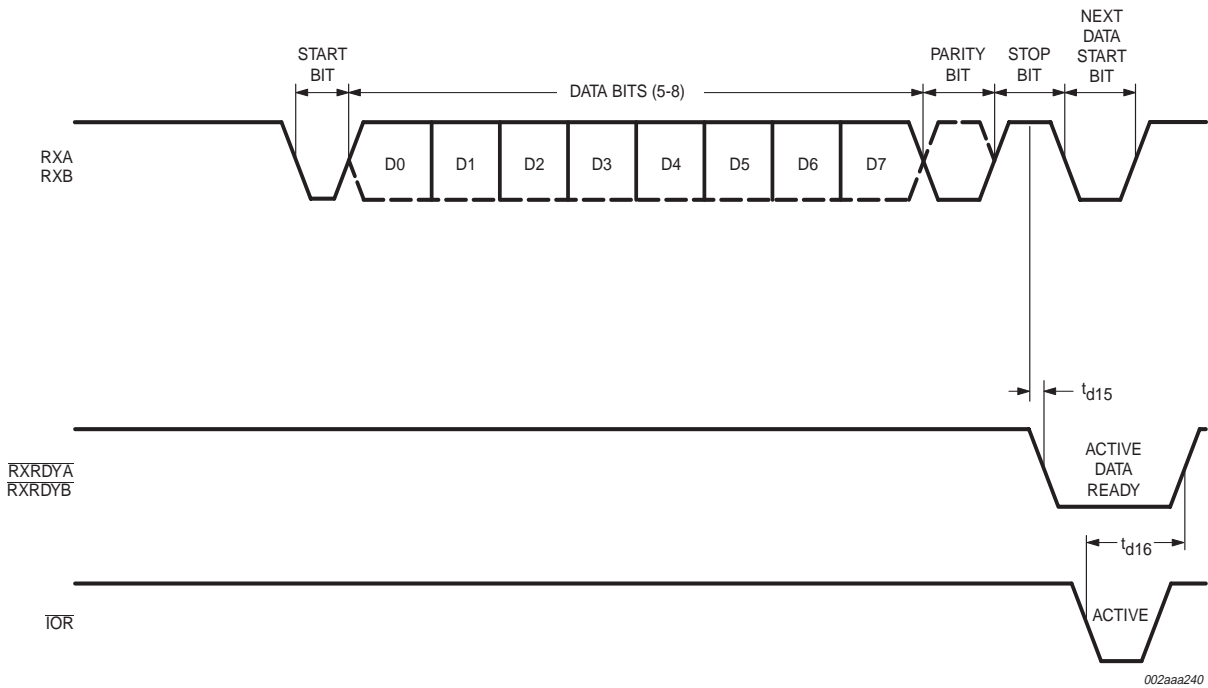 START
BIT
DATA BITS (5-8)
PARITY
BIT
STOP
BIT
NEXT
DATA
START
BIT
RXA
RXB
D0 D1 D2 D3 D4 D5 D6 D7
td15
RXRDYA
RXRDYB
ACTIVE
DATA
READY
td16
IOR
ACTIVE
002aaa240